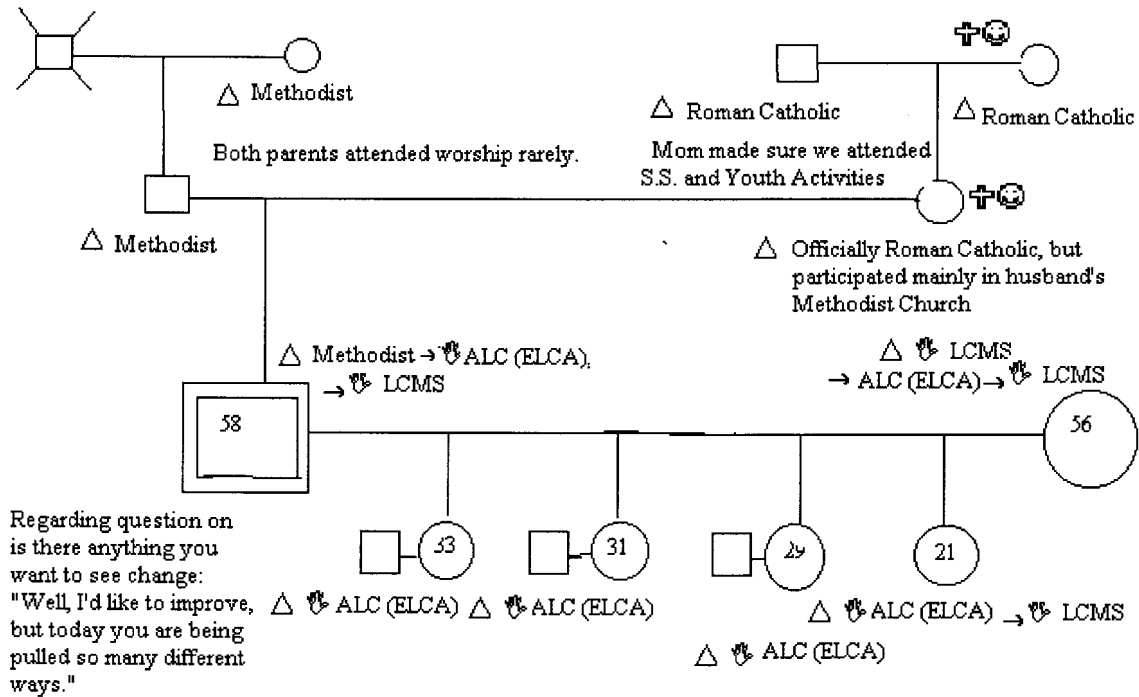 Methodist
Roman Catholic
Roman Catholic
Both parents attended worship rarely.
Mom made sure we attended
S.S. and Youth Activities
Methodist
Officially Roman Catholic, but
participated mainly in husband's
Methodist Church
Methodist → ALC (ELCA),
→ LCMS
LCMS
→ ALC (ELCA) → LCMS
58
56
33
31
29
21
Regarding question on
is there anything you
want to see change:
"Well, I'd like to improve,
but today you are being
pulled so many different
ways."
ALC (ELCA)
ALC (ELCA)
ALC (ELCA) → LCMS
ALC (ELCA)